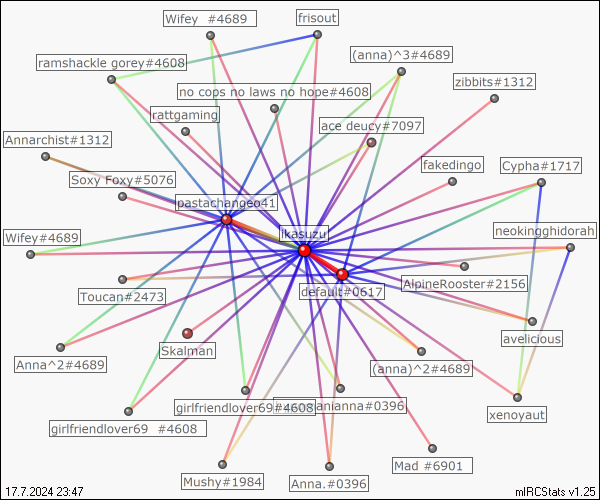 Wifey  #4689
frisout
(anna)^3#4689
ramshackle gorey#4608
zibbits#1312
no cops no laws no hope#4608
rattgaming
ace deucy#7097
Annarchist#1312
fakedingo
Cypha#1717
Soxy Foxy#5076
pastachangeo41
ikasuzu
neokingghidorah
Wifey#4689
AlpineRooster#2156
default#0617
Toucan#2473
avelicious
Skalman
Anna^2#4689
(anna)^2#4689
girlfriendlover69#4608
anianna#0396
xenoyaut
girlfriendlover69  #4608
Mad #6901
Mushy#1984
Anna.#0396
17.7.2024 23:47
mIRCStats v1.25